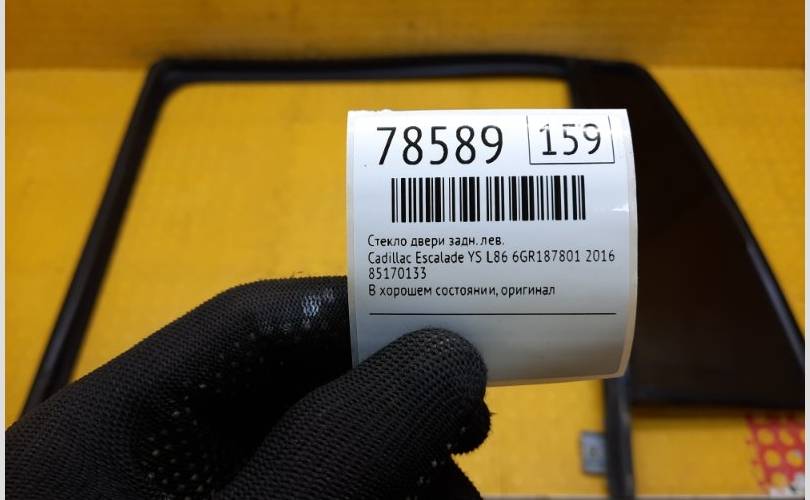 78589 159
Стекло двери задн. лев.
Cadillac Escalade YS L86 6GR187801 2016
85170133
В хорошем состоянии, оригинал